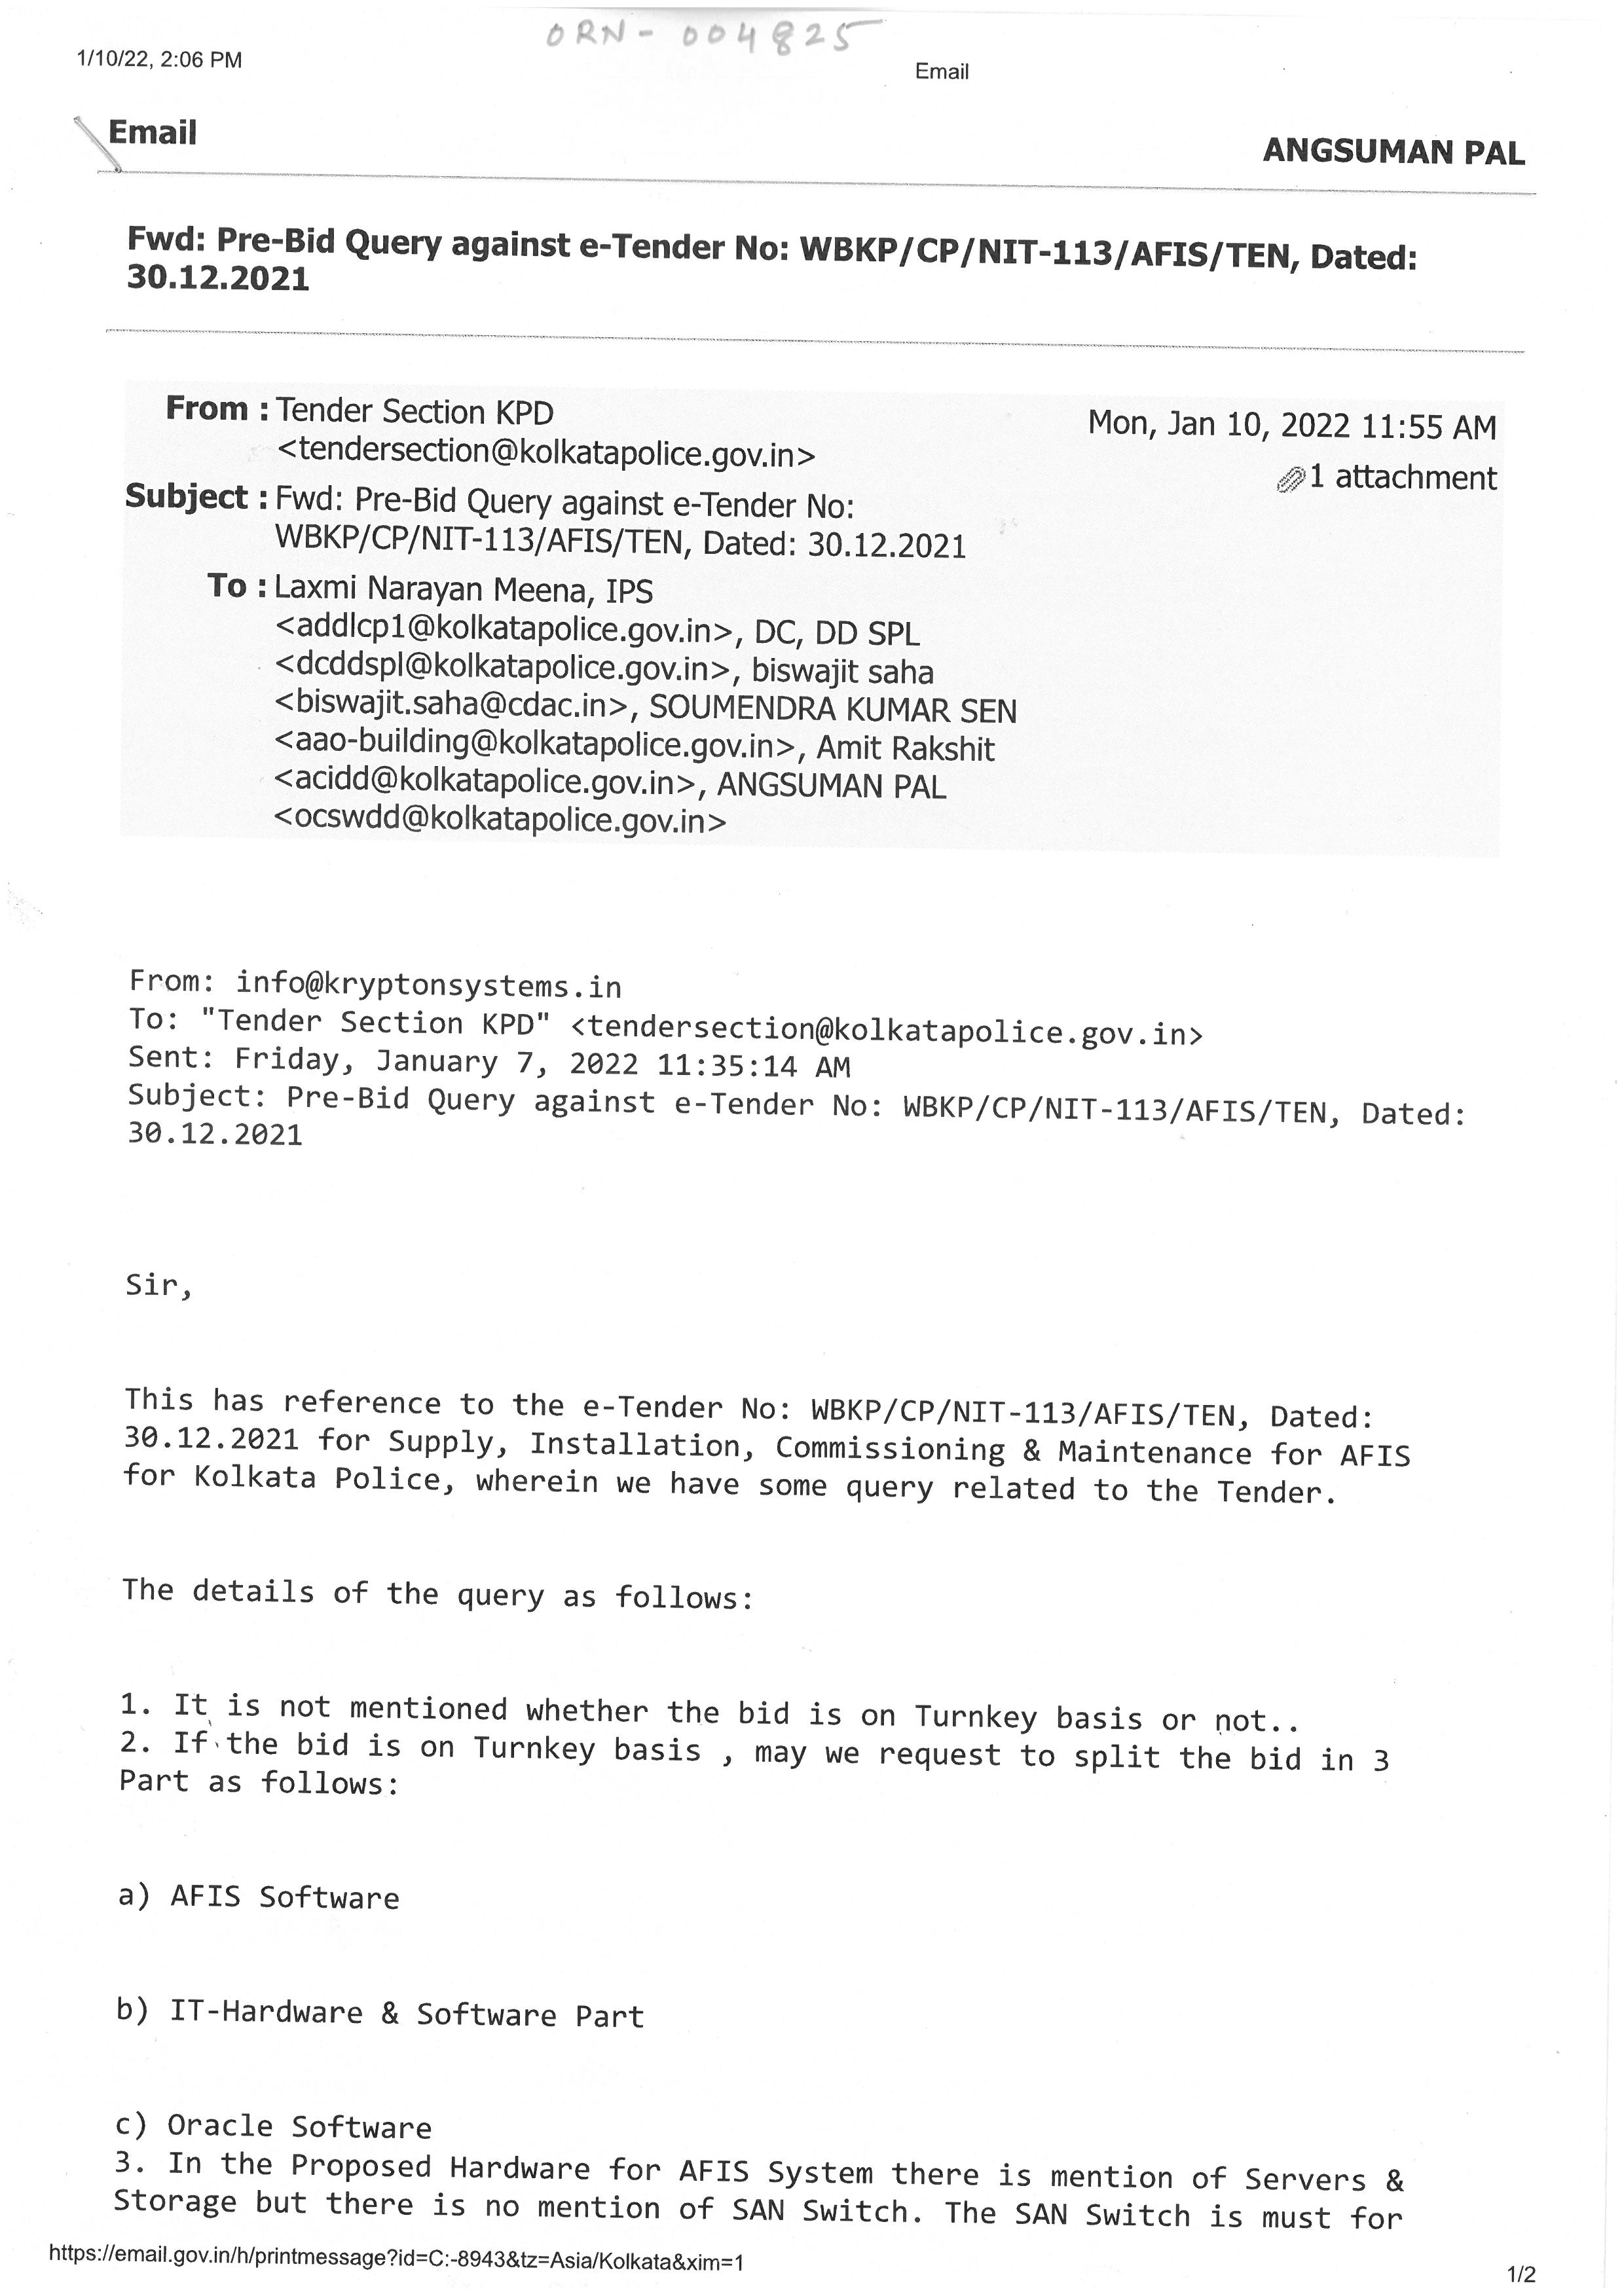 ORN - 004825
1/10/22, 2:06 PM
Email
Email
ANGSUMAN PAL
Fwd: Pre-Bid Query against e-Tender No: WBKP/CP/NIT-113/AFIS/TEN, Dated:
30.12.2021
From : Tender Section KPD
Mon, Jan 10, 2022 11:55 AM
<tendersection@kolkatapolice.gov.in>
1 attachment
Subject : Fwd: Pre-Bid Query against e-Tender No:
WBKP/CP/NIT-113/AFIS/TEN, Dated: 30.12.2021
To : Laxmi Narayan Meena, IPS
<addlcp1@kolkatapolice.gov.in>, DC, DD SPL
<dcddspl@kolkatapolice.gov.in>, biswajit saha
<biswajit.saha@cdac.in>, SOUMENDRA KUMAR SEN
<aao-building@kolkatapolice.gov.in>, Amit Rakshit
<acidd@kolkatapolice.gov.in>, ANGSUMAN PAL
<ocswdd@kolkatapolice.gov.in>
From: info@kryptonsystems.in
To: "Tender Section KPD" <tendersection@kolkatapolice.gov.in>
Sent: Friday, January 7, 2022 11:35:14 AM
Subject: Pre-Bid Query against e-Tender No: WBKP/CP/NIT-113/AFIS/TEN, Dated:
30.12.2021
Sir,
This has reference to the e-Tender No: WBKP/CP/NIT-113/AFIS/TEN, Dated:
30.12.2021 for Supply, Installation, Commissioning & Maintenance for AFIS
for Kolkata Police, wherein we have some query related to the Tender.
The details of the query as follows:
1. It is not mentioned whether the bid is on Turnkey basis or not..
2. If the bid is on Turnkey basis , may we request to split the bid in 3
Part as follows:
a) AFIS Software
b) IT-Hardware & Software Part
c) Oracle Software
3. In the Proposed Hardware for AFIS System there is mention of Servers &
Storage but there is no mention of SAN Switch. The SAN Switch is must for
https://email.gov.in/h/printmessage?id=C:-8943&tz=Asia/Kolkata&xim=1
1/2